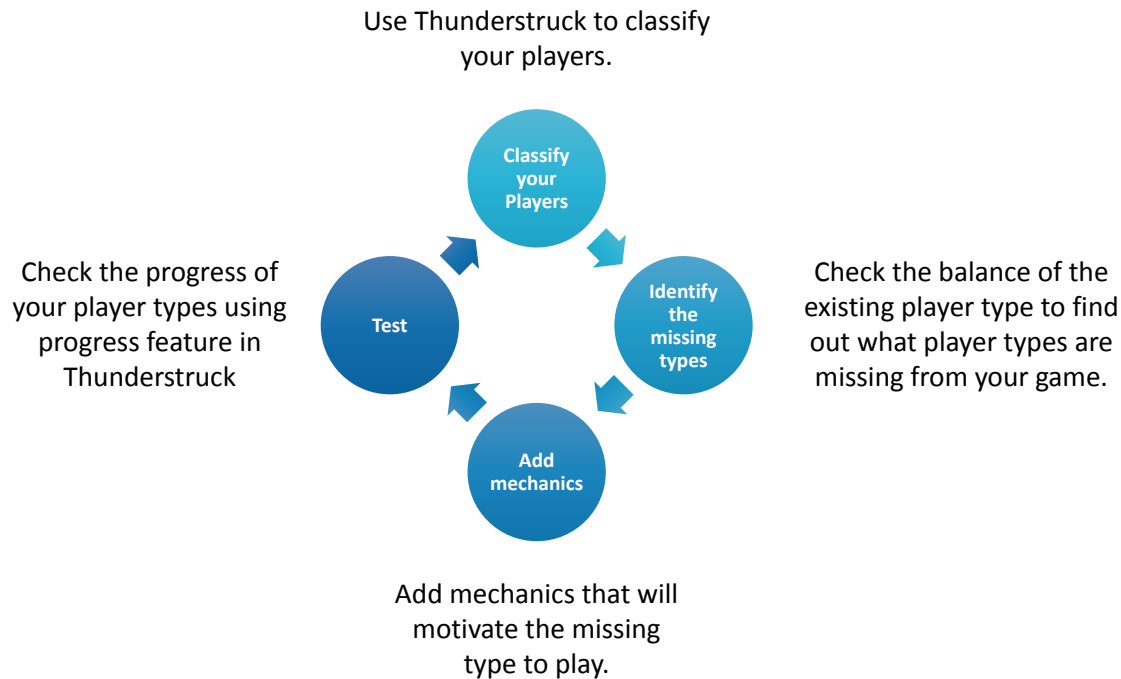 Use Thunderstruck to classify
your players.
Classify
your
Players
Check the progress of
your player types using
progress feature in
Thunderstruck
Test
Identify
the
missing
types
Check the balance of the
existing player type to find
out what player types are
missing from your game.
Add
mechanics
Add mechanics that will
motivate the missing
type to players.